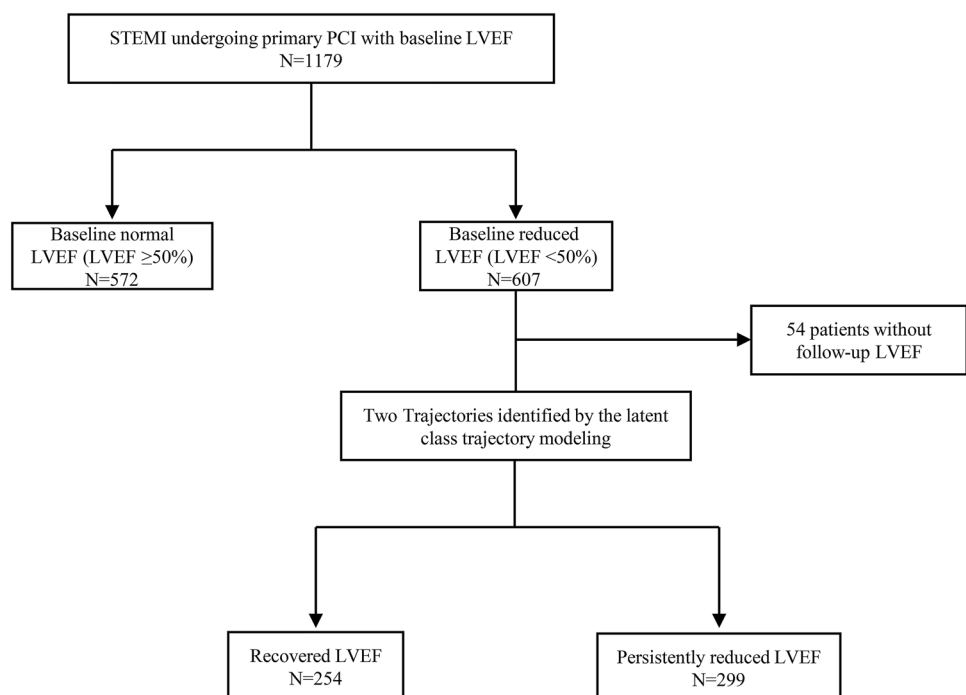 STEMI undergoing primary PCI with baseline LVEF
N=1179
Baseline normal
LVEF (LVEF ≥50%)
N=572
Baseline reduced
LVEF (LVEF <50%)
N=607
54 patients without
follow-up LVEF
Two Trajectories identified by the latent
class trajectory modeling
Recovered LVEF
N=254
Persistently reduced LVEF
N=299